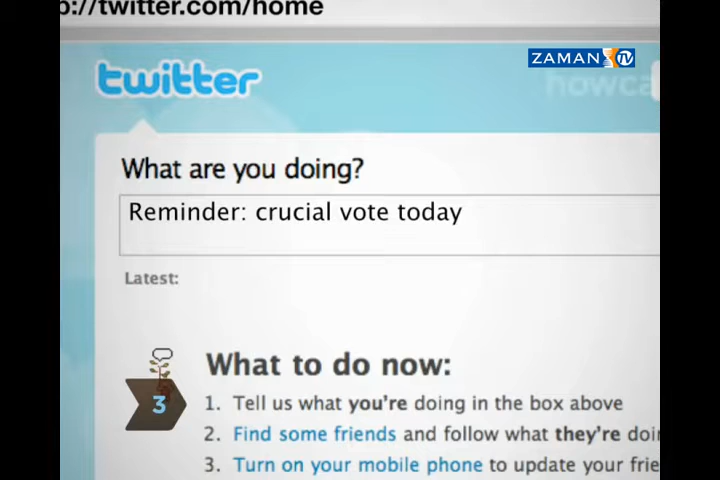 p://twitter.com/home
ZAMAN TV
twitter
howca
What are you doing?
Reminder: crucial vote today
Latest:
What to do now:
3
1. Tell us what you're doing in the box above
2. Find some friends and follow what they're doi
3. Turn on your mobile phone to update your frie